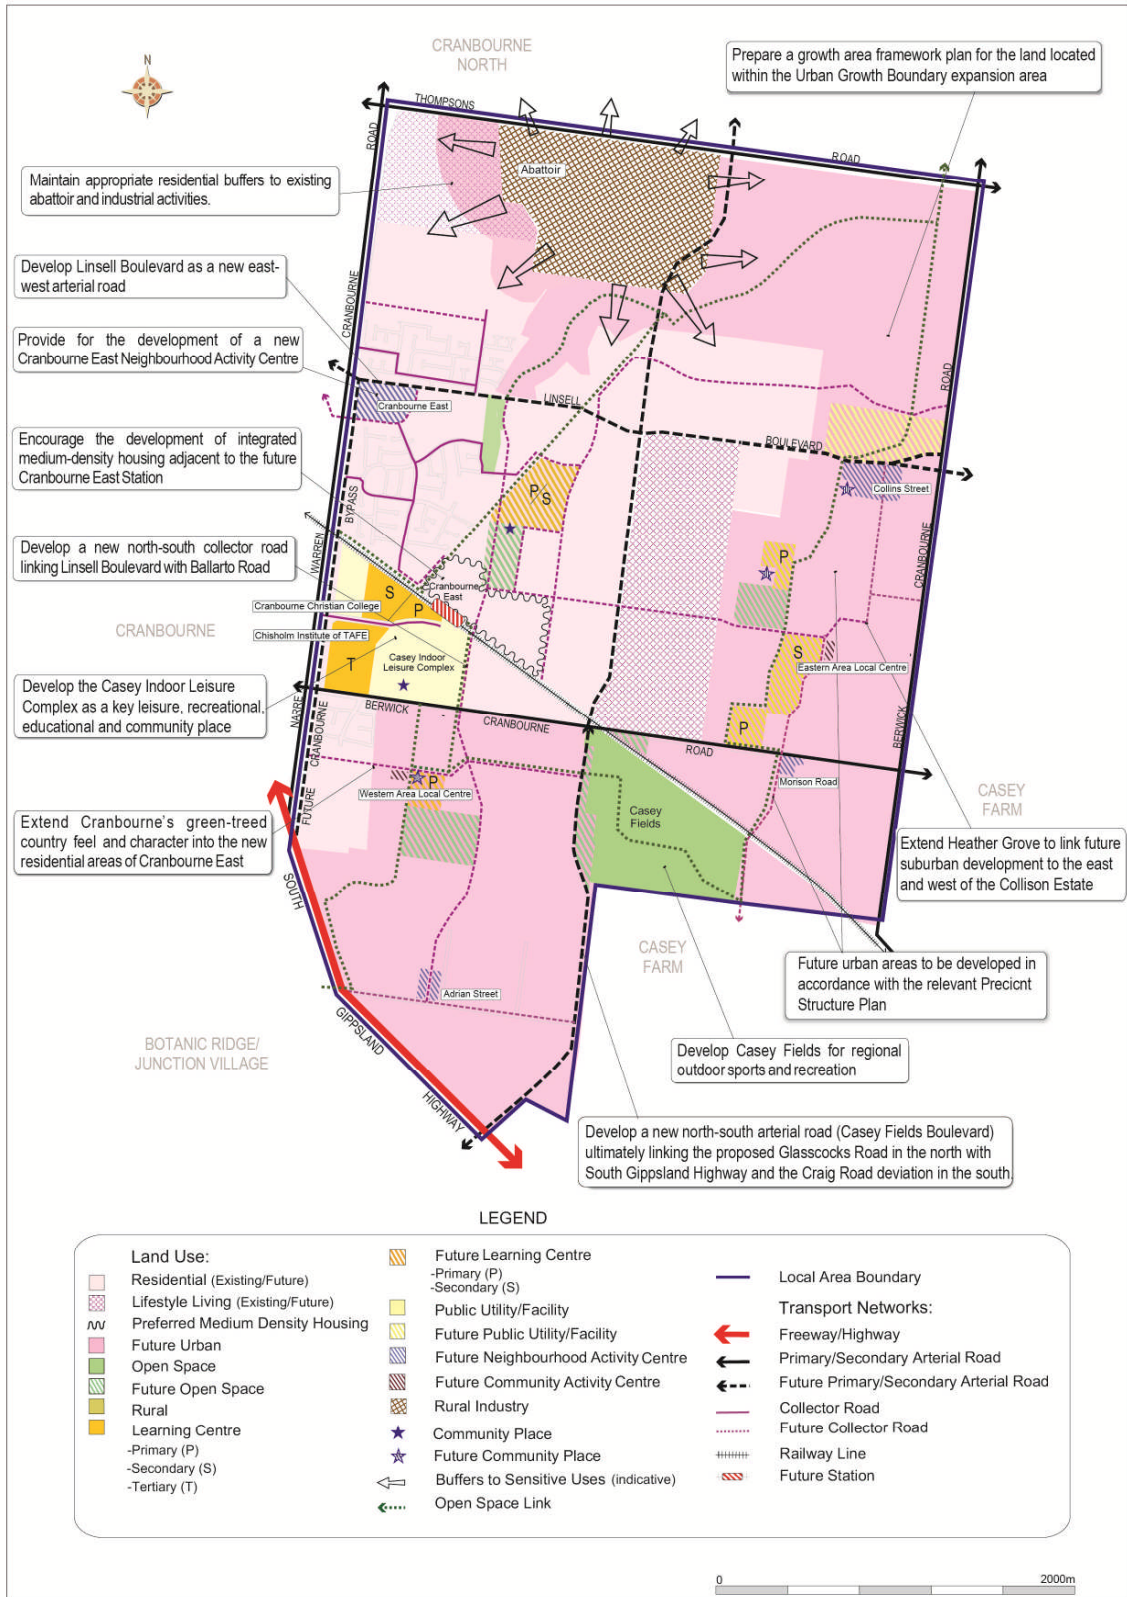 CRANBOURNE
NORTH
N
Prepare a growth area framework plan for the land located
within the Urban Growth Boundary expansion area
THOMPSONS
ROAD
ROAD
Abattoir
Maintain appropriate residential buffers to existing
abattoir and industrial activities.
Develop Linsell Boulevard as a new east-
west arterial road
CRANBOURNE
Provide for the development of a new
Cranbourne East Neighbourhood Activity Centre
ROAD
Cranbourne East
LINSELL
BOULEVARD
Encourage the development of integrated
medium-density housing adjacent to the future
Cranbourne East Station
P/S
Collins Street
BYPASS
Develop a new north-south collector road
linking Linsell Boulevard with Ballarto Road
WARREN
CRANBOURNE
P
Cranbourne
East
S
P
Cranbourne Christian College
CRANBOURNE
Chisholm Institute of TAFE
T
Casey Indoor
Leisure Complex
S
Eastern Area Local Centre
Develop the Casey Indoor Leisure
Complex as a key leisure, recreational,
educational and community place
NARRE
CRANBOURNE
BERWICK
CRANBOURNE
ROAD
P
BERWICK
Morison Road
P
Western Area Local Centre
FUTURE
CASEY
FARM
Casey
Fields
Extend Cranbourne's green-treed
country feel and character into the new
residential areas of Cranbourne East
Extend Heather Grove to link future
suburban development to the east
and west of the Collison Estate
SOUTH
CASEY
FARM
Future urban areas to be developed in
accordance with the relevant Precicnt
Structure Plan
Adrian Street
GIPPSLAND
BOTANIC RIDGE/
JUNCTION VILLAGE
Develop Casey Fields for regional
outdoor sports and recreation
HIGHWAY
Develop a new north-south arterial road (Casey Fields Boulevard)
ultimately linking the proposed Glasscocks Road in the north with
South Gippsland Highway and the Craig Road deviation in the south.
LEGEND
Land Use:
Residential (Existing/Future)
Lifestyle Living (Existing/Future)
Preferred Medium Density Housing
Future Urban
Open Space
Future Open Space
Rural
Learning Centre
-Primary (P)
-Secondary (S)
-Tertiary (T)
Future Learning Centre
-Primary (P)
-Secondary (S)
Public Utility/Facility
Future Public Utility/Facility
Future Neighbourhood Activity Centre
Future Community Activity Centre
Rural Industry
Community Place
Future Community Place
Buffers to Sensitive Uses (indicative)
Open Space Link
Local Area Boundary
Transport Networks:
Freeway/Highway
Primary/Secondary Arterial Road
Future Primary/Secondary Arterial Road
Collector Road
Future Collector Road
Railway Line
Future Station
0
2000m